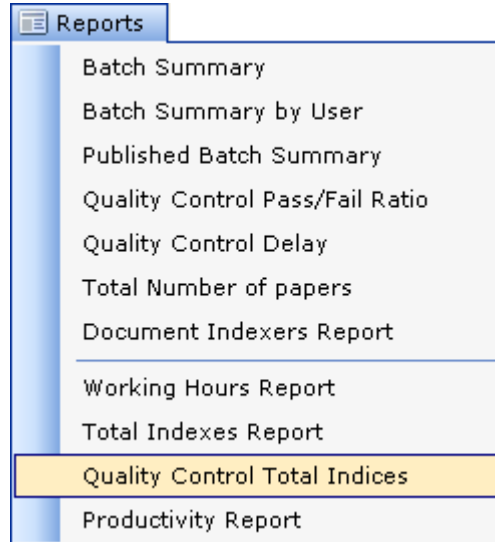 Reports
Batch Summary
Batch Summary by User
Published Batch Summary
Quality Control Pass/Fail Ratio
Quality Control Delay
Total Number of papers
Document Indexers Report
Working Hours Report
Total Indexes Report
Quality Control Total Indices
Productivity Report